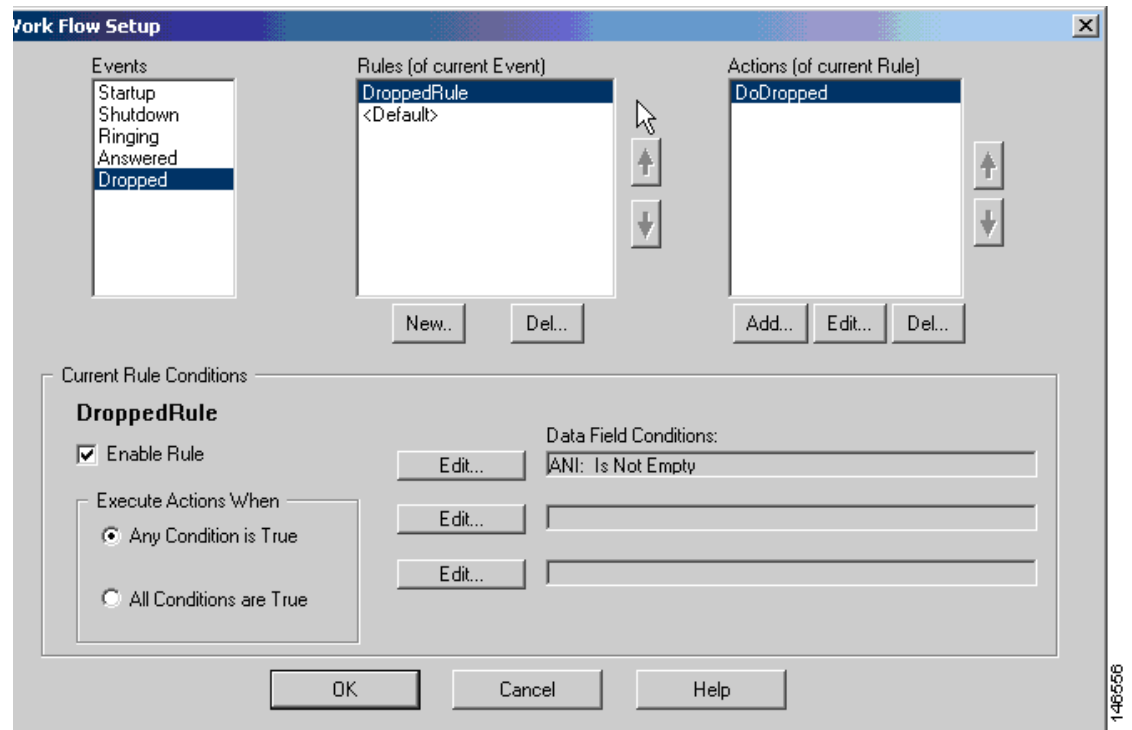 Work Flow Setup
Events
Startup
Shutdown
Ringing
Answered
Dropped
Rules (of current Event)
DroppedRule
<Default>
New..
Del...
Actions (of current Rule)
DoDropped
Add...
Edit...
Del...
Current Rule Conditions
DroppedRule
Enable Rule
Execute Actions When
Any Condition is True
All Conditions are True
Data Field Conditions:
Edit...
ANI: Is Not Empty
Edit...
Edit...
OK
Cancel
Help
146556